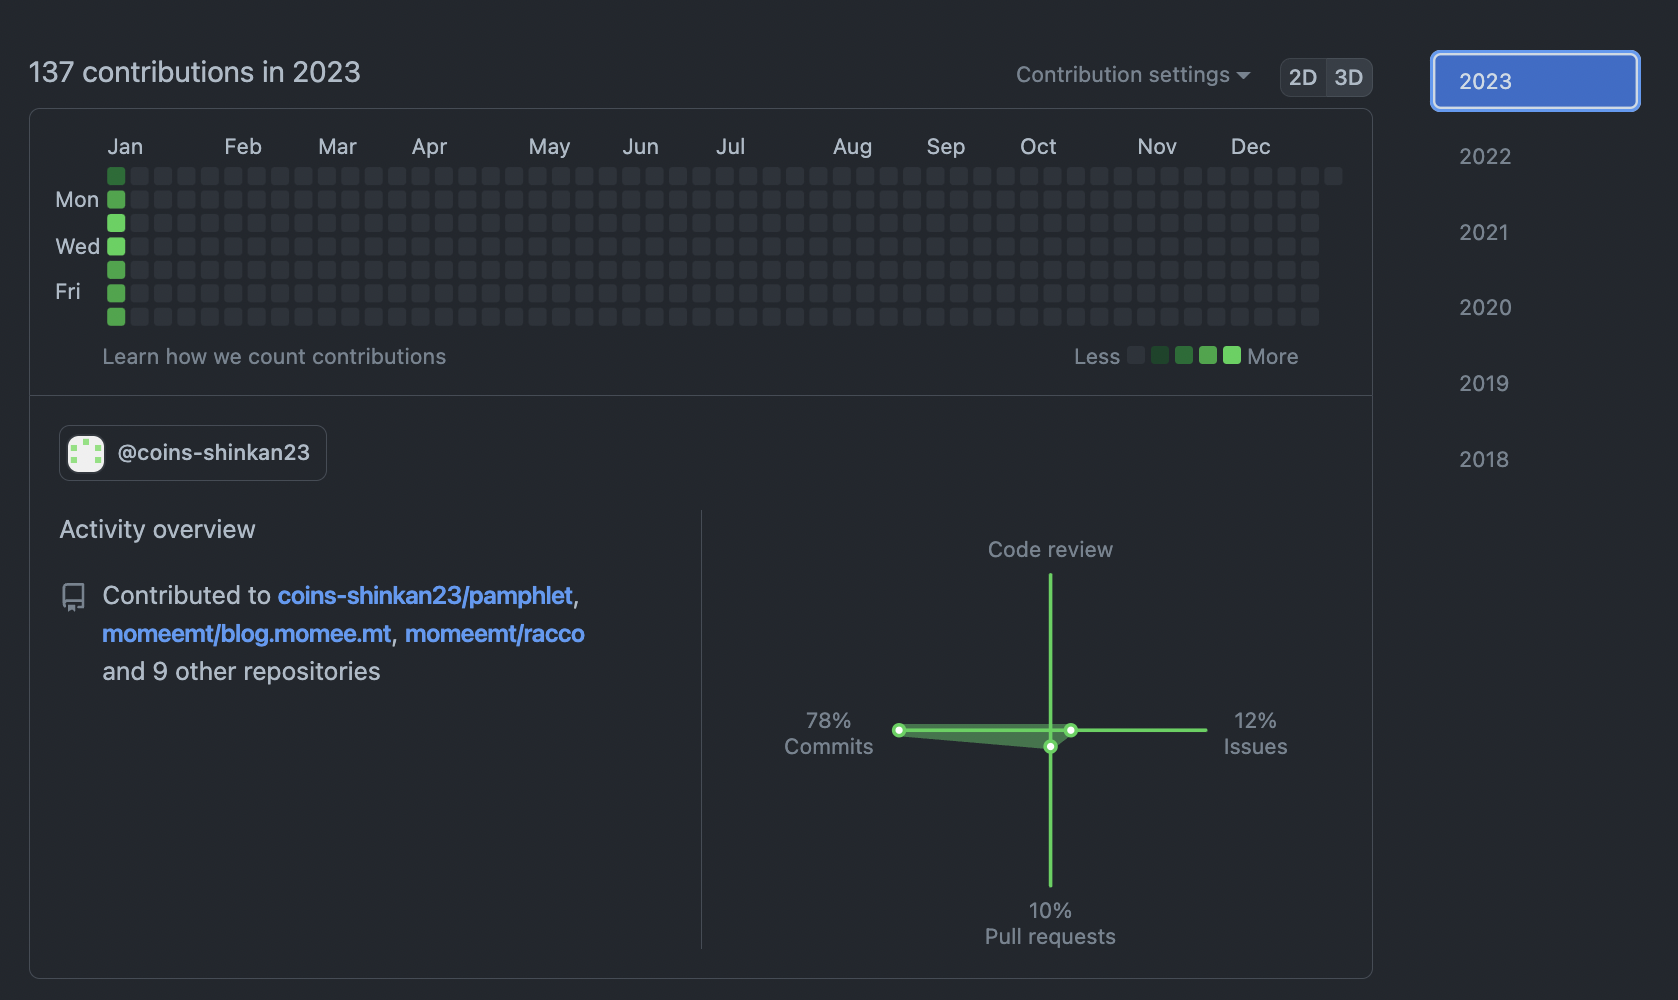 137 contributions in 2023
Contribution settings
2D 3D
2023
2022
2021
2020
2019
2018
Jan Feb Mar Apr May Jun Jul Aug Sep Oct Nov Dec
Mon
Wed
Fri
Learn how we count contributions
Less More
@coins-shinkan23
Activity overview
Contributed to coins-shinkan23/pamphlet,
momeemt/blog.momee.mt, momeemt/racco
and 9 other repositories
Code review
78%
Commits
12%
Issues
10%
Pull requests